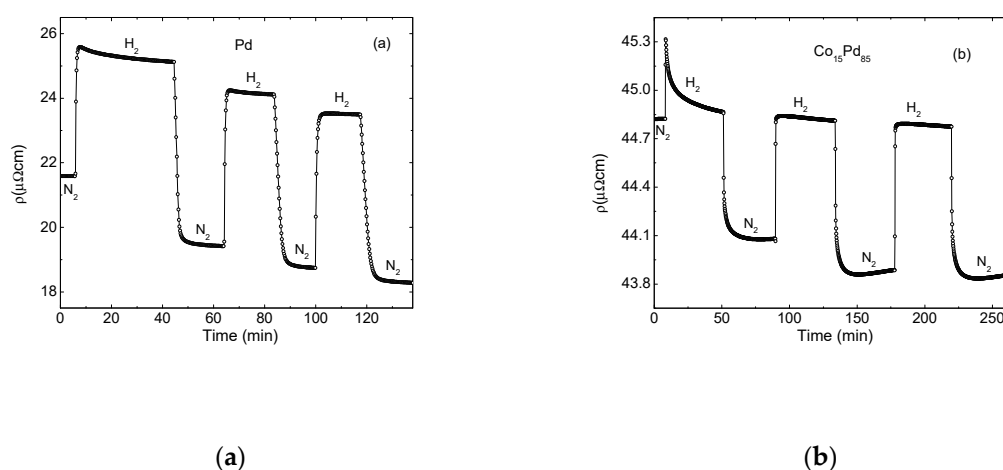 26
24
22
20
18
ρ(μΩcm)
0
20
40
60
80
100
120
Time (min)
Pd
(a)
N₂
H₂
N₂
H₂
N₂
H₂
N₂
45.3
45.0
44.7
44.4
44.1
43.8
ρ(μΩcm)
0
50
100
150
200
250
Time (min)
Co₁₅Pd₈₅
(b)
N₂
H₂
N₂
H₂
N₂
H₂
N₂
(a)
(b)